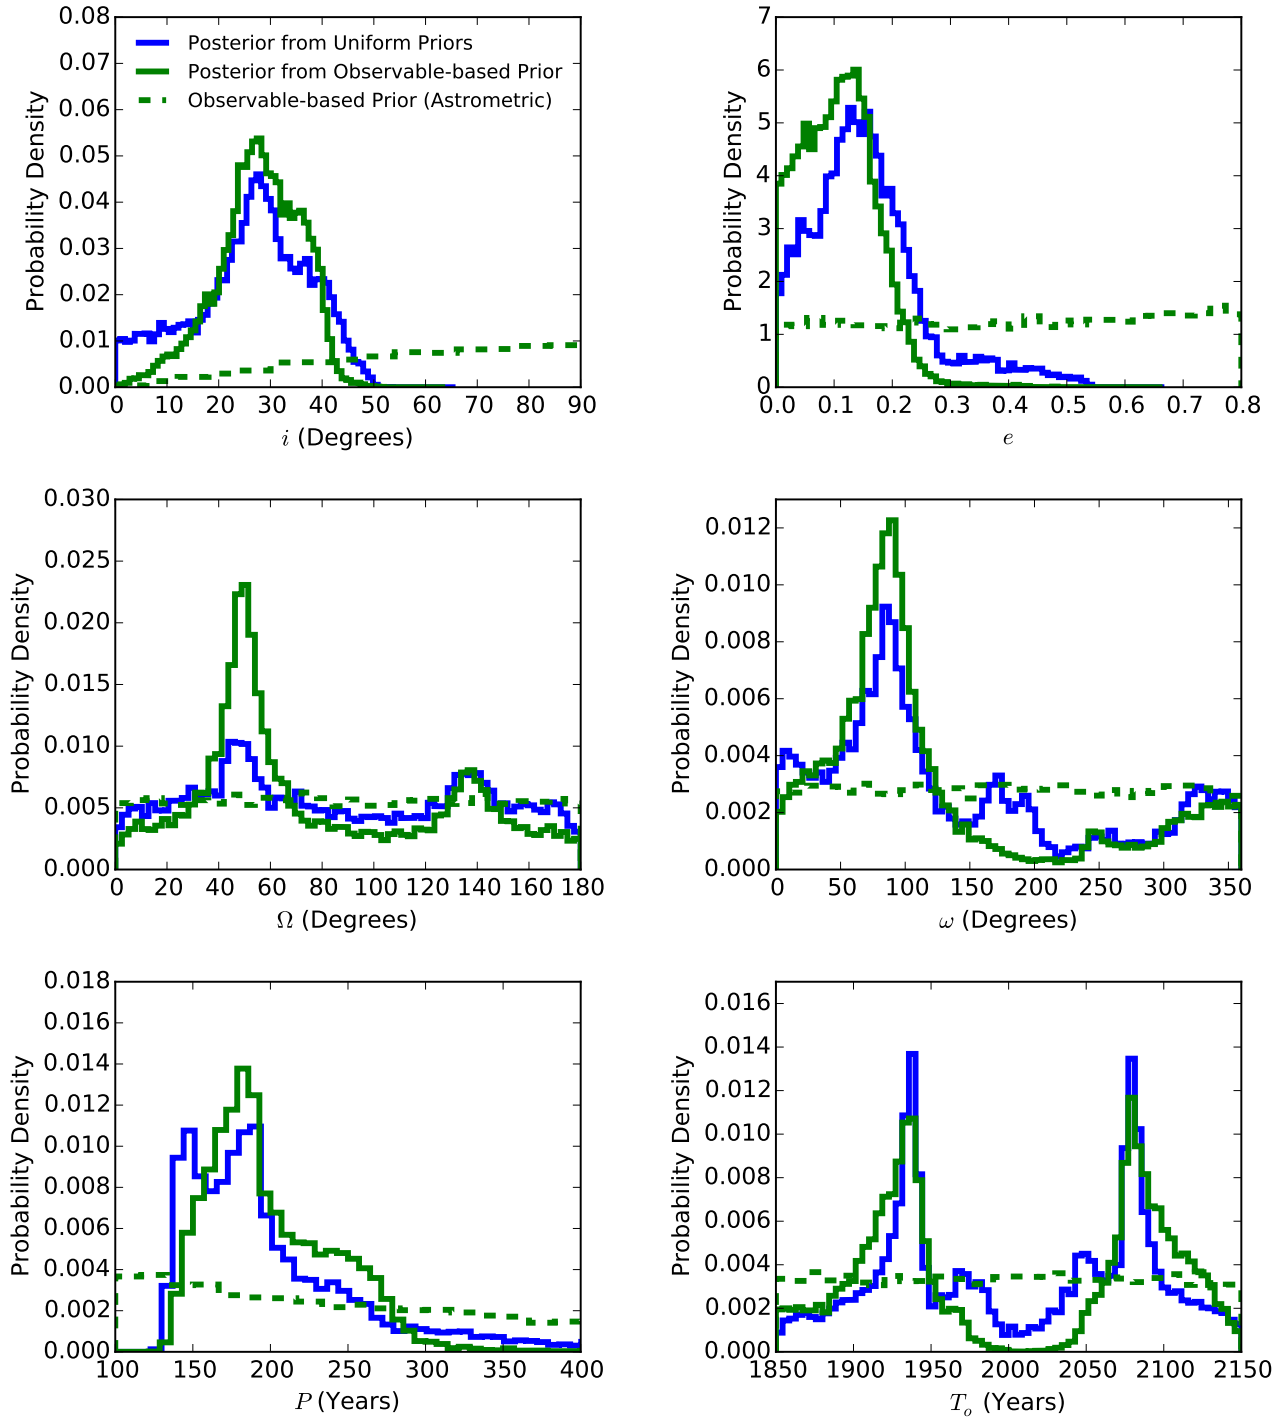 0.08
0.07
0.06
0.05
0.04
0.03
0.02
0.01
0.00
Probability Density
Posterior from Uniform Priors
Posterior from Observable-based Prior
Observable-based Prior (Astrometric)
0 10 20 30 40 50 60 70 80 90
i (Degrees)
7
6
5
4
3
2
1
0
Probability Density
0.0 0.1 0.2 0.3 0.4 0.5 0.6 0.7 0.8
e
0.030
0.025
0.020
0.015
0.010
0.005
0.000
Probability Density
0 20 40 60 80 100 120 140 160 180
Ω (Degrees)
0.012
0.010
0.008
0.006
0.004
0.002
0.000
Probability Density
0 50 100 150 200 250 300 350
ω (Degrees)
0.018
0.016
0.014
0.012
0.010
0.008
0.006
0.004
0.002
0.000
Probability Density
100 150 200 250 300 350 400
P (Years)
0.016
0.014
0.012
0.010
0.008
0.006
0.004
0.002
0.000
Probability Density
1850 1900 1950 2000 2050 2100 2150
Tₒ (Years)